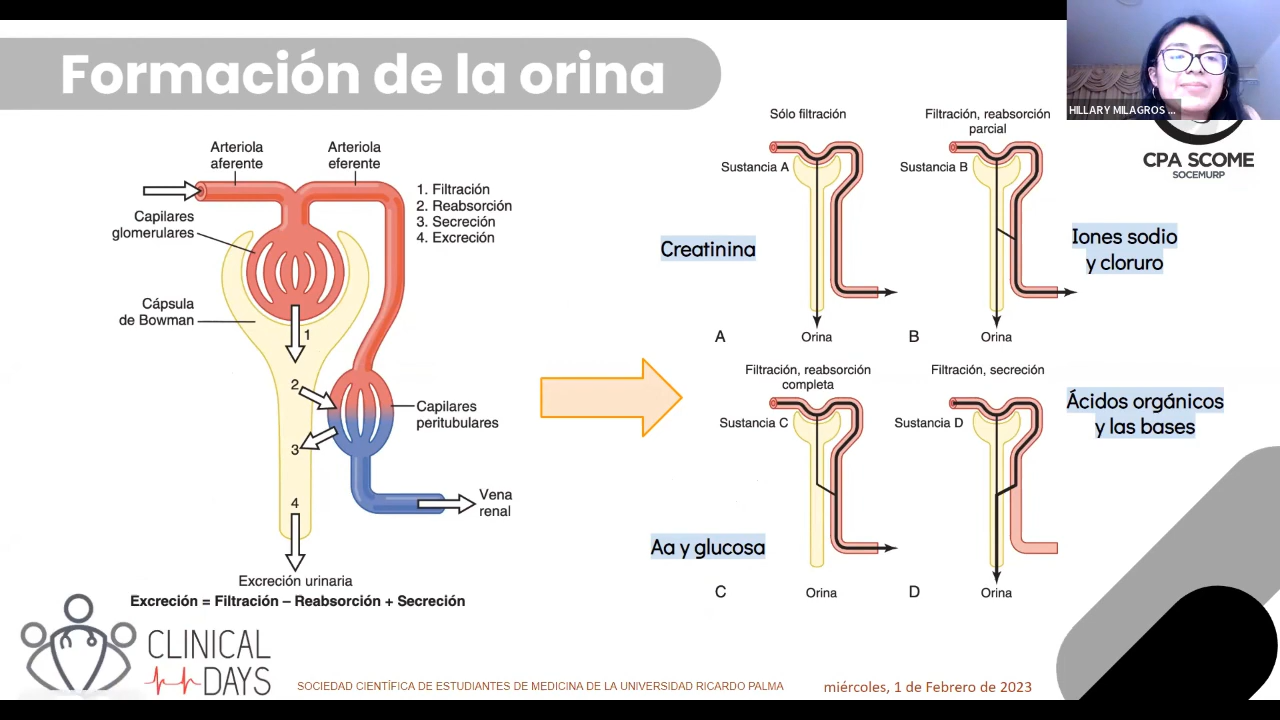 Formación de la orina
HILLARY MILAGROS ...
CPA SCOME
SOCEMURP
Arteriola
aferente
Arteriola
eferente
1. Filtración
2. Reabsorción
3. Secreción
4. Excreción
Capilares
glomerulares
Cápsula
de Bowman
1
2
3
4
Capilares
peritubulares
Vena
renal
Excreción urinaria
Excreción = Filtración – Reabsorción + Secreción
Sólo filtración
Sustancia A
Creatinina
A
Orina
Filtración, reabsorción
parcial
Sustancia B
Iones sodio
y cloruro
B
Orina
Filtración, reabsorción
completa
Sustancia C
Aa y glucosa
C
Orina
Filtración, secreción
Sustancia D
Ácidos orgánicos
y las bases
D
Orina
CLINICAL
DAYS
SOCIEDAD CIENTÍFICA DE ESTUDIANTES DE MEDICINA DE LA UNIVERSIDAD RICARDO PALMA
miércoles, 1 de Febrero de 2023